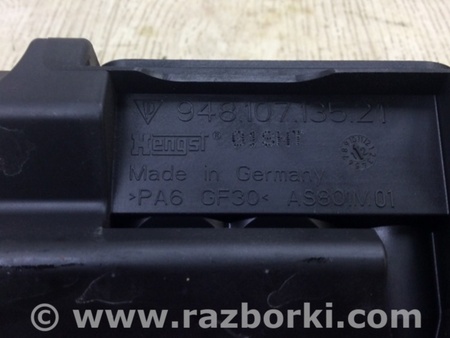 948.107.135.21
Hengst
Made in Germany
>PA6 GF30<
© www.razborki.com